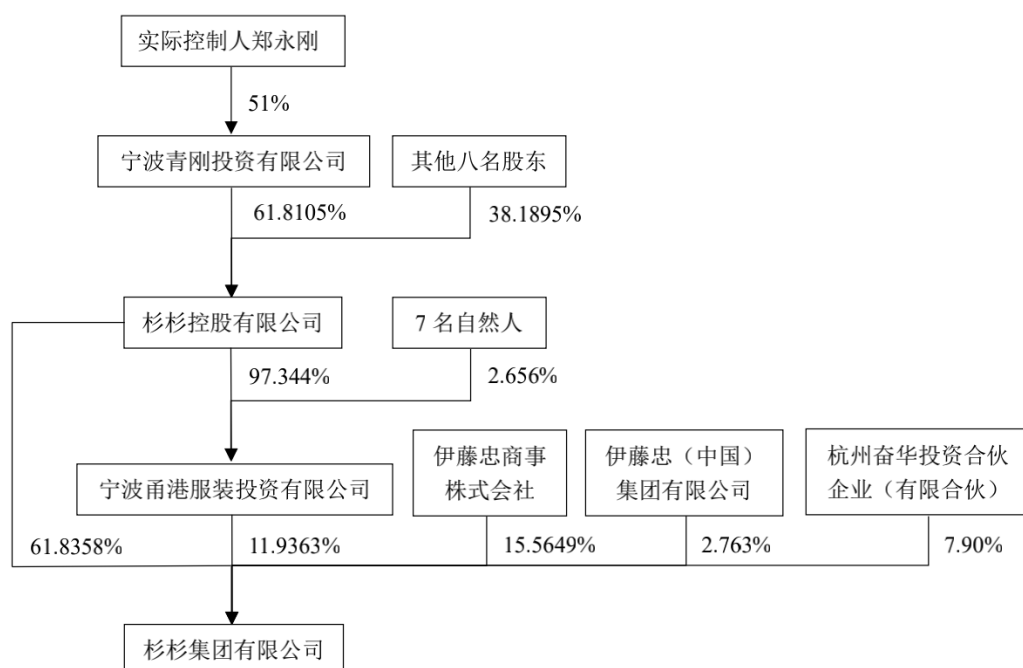 实际控制人郑永刚
51%
宁波青刚投资有限公司
其他八名股东
61.8105%
38.1895%
杉杉控股有限公司
7 名自然人
97.344%
2.656%
宁波甬港服装投资有限公司
伊藤忠商事
株式会社
伊藤忠（中国）
集团有限公司
杭州奋华投资合伙
企业（有限合伙）
61.8358%
11.9363%
15.5649%
2.763%
7.90%
杉杉集团有限公司